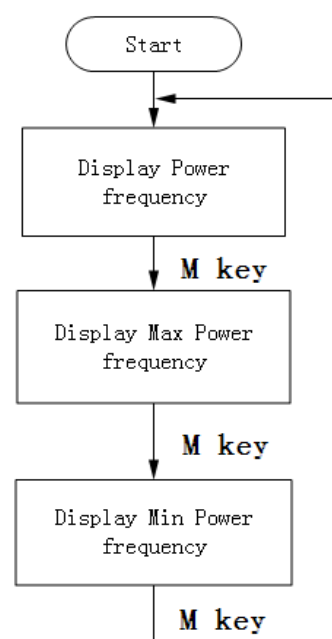 Start
Display Power
frequency
M key
Display Max Power
frequency
M key
Display Min Power
frequency
M key